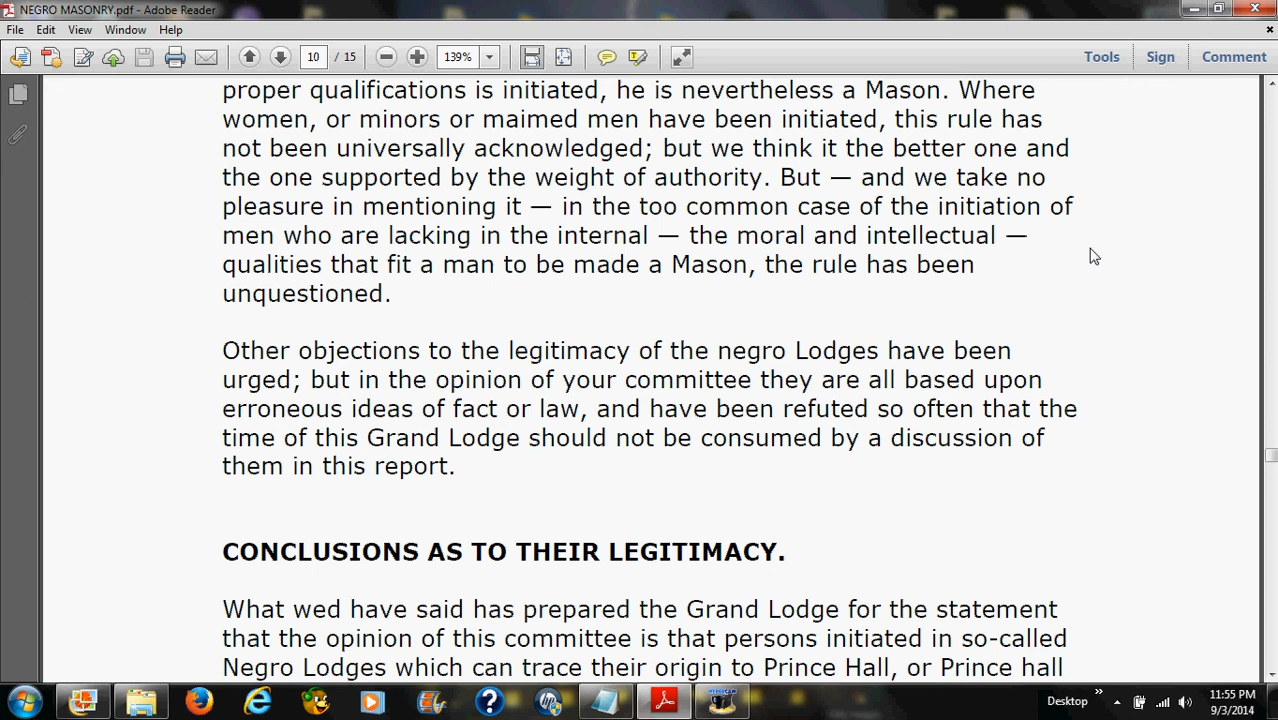 NEGRO MASONRY.pdf - Adobe Reader
File Edit View Window Help
10 / 15 139% Tools Sign Comment
proper qualifications is initiated, he is nevertheless a Mason. Where
women, or minors or maimed men have been initiated, this rule has
not been universally acknowledged; but we think it the better one and
the one supported by the weight of authority. But — and we take no
pleasure in mentioning it — in the too common case of the initiation of
men who are lacking in the internal — the moral and intellectual —
qualities that fit a man to be made a Mason, the rule has been
unquestioned.
Other objections to the legitimacy of the negro Lodges have been
urged; but in the opinion of your committee they are all based upon
erroneous ideas of fact or law, and have been refuted so often that the
time of this Grand Lodge should not be consumed by a discussion of
them in this report.
CONCLUSIONS AS TO THEIR LEGITIMACY.
What wed have said has prepared the Grand Lodge for the statement
that the opinion of this committee is that persons initiated in so-called
Negro Lodges which can trace their origin to Prince Hall, or Prince hall
HYPERCAM
Desktop
11:55 PM
9/3/2014